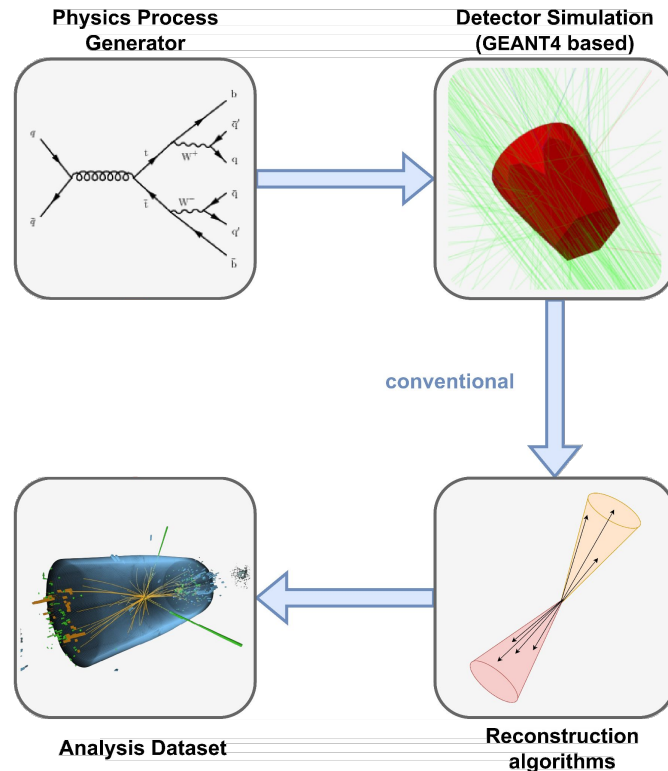 Physics Process
Generator
Detector Simulation
(GEANT4 based)
b
q̄'
q
W⁺
t
q
q̄
t̄
W⁻
q̄
q'
b̄
conventional
Analysis Dataset
Reconstruction
algorithms